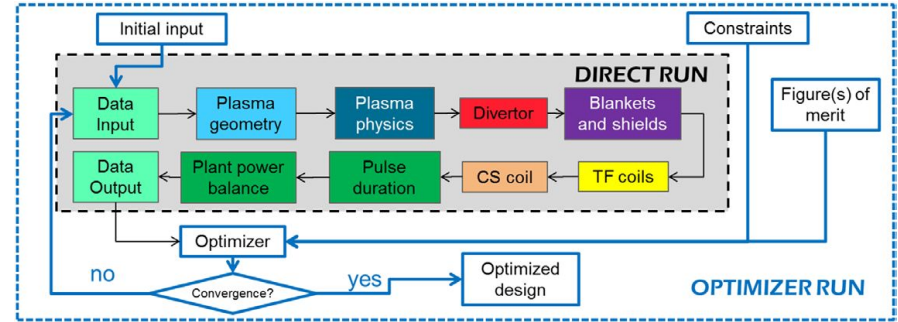 Initial input
Constraints
DIRECT RUN
Figure(s) of
merit
Data
Input
Plasma
geometry
Plasma
physics
Divertor
Blankets
and shields
Data
Output
Plant power
balance
Pulse
duration
CS coil
TF coils
Optimizer
no
Convergence?
yes
Optimized
design
OPTIMIZER RUN